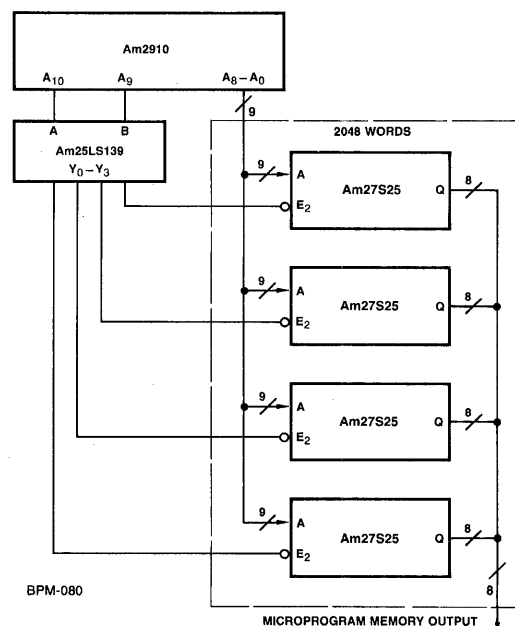 Am2910
A10 A9 A8–A0
9
A B
Am25LS139
Y0–Y3
2048 WORDS
9 A Am27S25 Q 8
E2
9 A Am27S25 Q 8
E2
9 A Am27S25 Q 8
E2
9 A Am27S25 Q 8
E2
8
BPM-080
MICROPROGRAM MEMORY OUTPUT